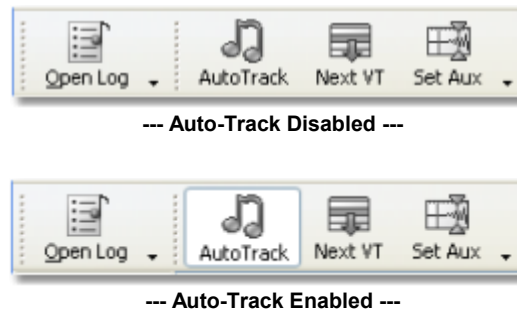 Open Log AutoTrack Next VT Set Aux
--- Auto-Track Disabled ---
Open Log AutoTrack Next VT Set Aux
--- Auto-Track Enabled ---